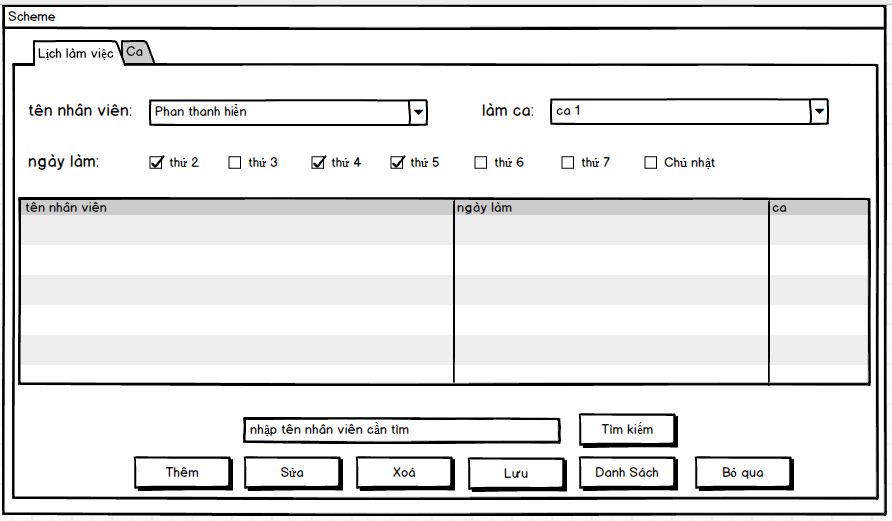 Scheme
Lịch làm việc Ca
tên nhân viên: Phan thanh hiển làm ca: ca 1
ngày làm: thứ 2 thứ 3 thứ 4 thứ 5 thứ 6 thứ 7 Chủ nhật
tên nhân viên ngày làm ca
nhập tên nhân viên cần tìm Tìm kiếm
Thêm Sửa Xoá Lưu Danh Sách Bỏ qua